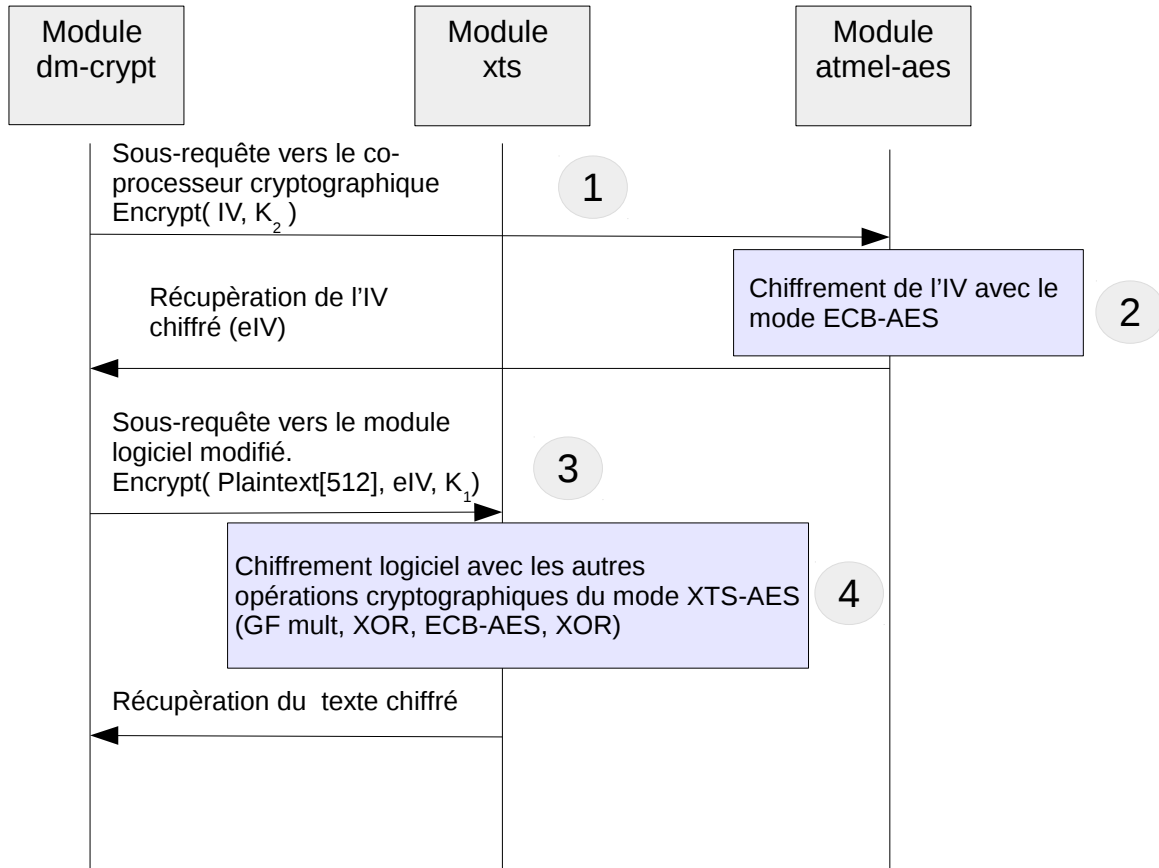 Module
dm-crypt
Module
xts
Module
atmel-aes
Sous-requête vers le co-
processeur cryptographique
Encrypt( IV, K2 )
1
Chiffrement de l’IV avec le
mode ECB-AES
2
Récupèration de l’IV
chiffré (eIV)
Sous-requête vers le module
logiciel modifié.
Encrypt( Plaintext[512], eIV, K1)
3
Chiffrement logiciel avec les autres
opérations cryptographiques du mode XTS-AES
(GF mult, XOR, ECB-AES, XOR)
4
Récupèration du texte chiffré